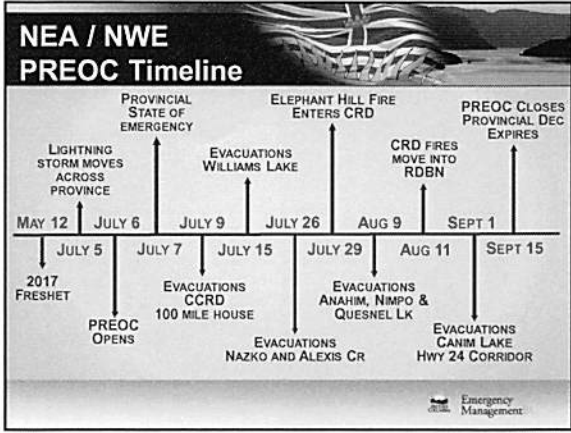 NEA / NWE
PREOC Timeline
PROVINCIAL
STATE OF
EMERGENCY
ELEPHANT HILL FIRE
ENTERS CRD
PREOC CLOSES
PROVINCIAL DEC
EXPIRES
LIGHTNING
STORM MOVES
ACROSS
PROVINCE
EVACUATIONS
WILLIAMS LAKE
CRD FIRES
MOVE INTO
RDBN
MAY 12
JULY 6
JULY 9
JULY 26
AUG 9
SEPT 1
JULY 5
JULY 7
JULY 15
JULY 29
AUG 11
SEPT 15
2017
FRESHET
PREOC
OPENS
EVACUATIONS
CCRD
100 MILE HOUSE
EVACUATIONS
NAZKO AND ALEXIS CR
EVACUATIONS
ANAHIM, NIMPO &
QUESNEL LK
EVACUATIONS
CANIM LAKE
HWY 24 CORRIDOR
Emergency
Management